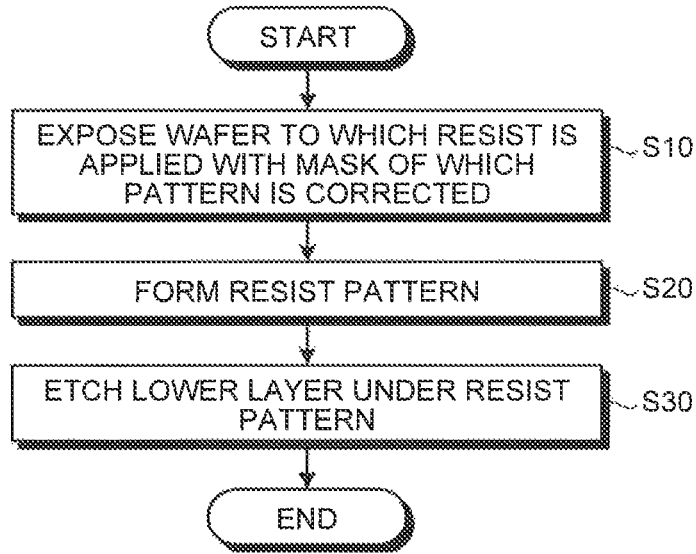 START
EXPOSE WAFER TO WHICH RESIST IS
APPLIED WITH MASK OF WHICH
PATTERN IS CORRECTED
S10
FORM RESIST PATTERN
S20
ETCH LOWER LAYER UNDER RESIST
PATTERN
S30
END